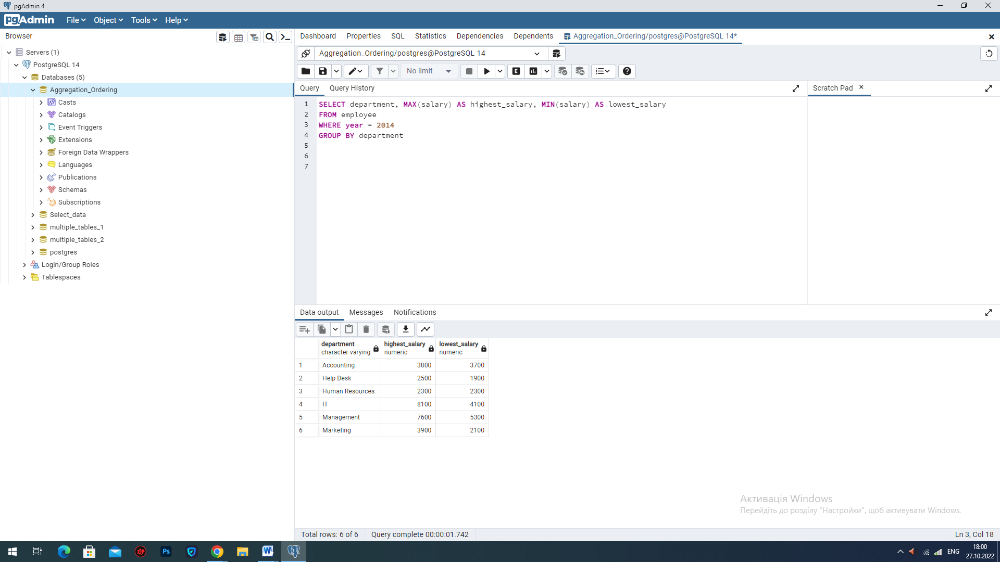 pgAdmin 4
pgAdmin File Object Tools Help
Browser
Dashboard Properties SQL Statistics Dependencies Dependents Aggregation_Ordering/postgres@PostgreSQL 14*
Servers (1)
PostgreSQL 14
Databases (5)
Aggregation_Ordering
Casts
Catalogs
Event Triggers
Extensions
Foreign Data Wrappers
Languages
Publications
Schemas
Subscriptions
Select_data
multiple_tables_1
multiple_tables_2
postgres
Login/Group Roles
Tablespaces
Aggregation_Ordering/postgres@PostgreSQL 14
No limit
E
Query Query History
Scratch Pad
1 SELECT department, MAX(salary) AS highest_salary, MIN(salary) AS lowest_salary
2 FROM employee
3 WHERE year = 2014
4 GROUP BY department
5
6
7
Data output Messages Notifications
department highest_salary lowest_salary
character varying numeric numeric
1 Accounting 3800 3700
2 Help Desk 2500 1900
3 Human Resources 2300 2300
4 IT 8100 4100
5 Management 7600 5300
6 Marketing 3900 2100
Активація Windows
Перейдіть до розділу "Настройки", щоб активувати Windows.
Total rows: 6 of 6 Query complete 00:00:01.742 Ln 3, Col 18
Ps
W
ENG
18:00
27.10.2022